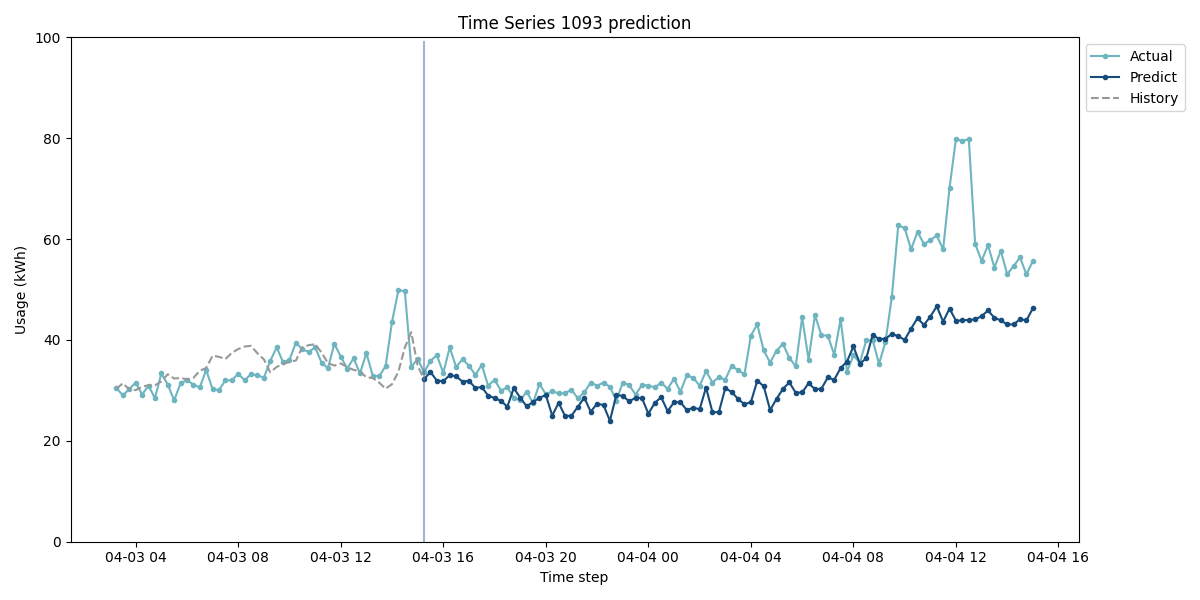 Time Series 1093 prediction
100
80
60
40
20
0
Usage (kWh)
04-03 04
04-03 08
04-03 12
04-03 16
04-03 20
04-04 00
04-04 04
04-04 08
04-04 12
04-04 16
Time step
Actual
Predict
History